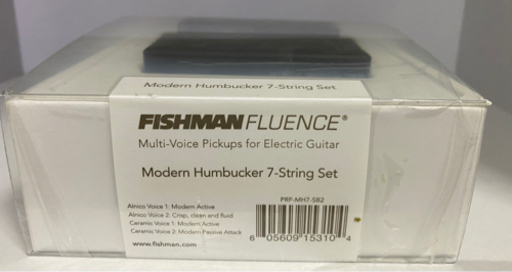 Modern Humbucker 7-String Set
FISHMAN FLUENCE®
Multi-Voice Pickups for Electric Guitar
Modern Humbucker 7-String Set
PRF-MH7-SB2
Alnico Voice 1: Modern Active
Alnico Voice 2: Crisp, clean and fluid
Ceramic Voice 1: Modern Active
Ceramic Voice 2: Modern Passive Attack
www.fishman.com
6 05609 15310 4